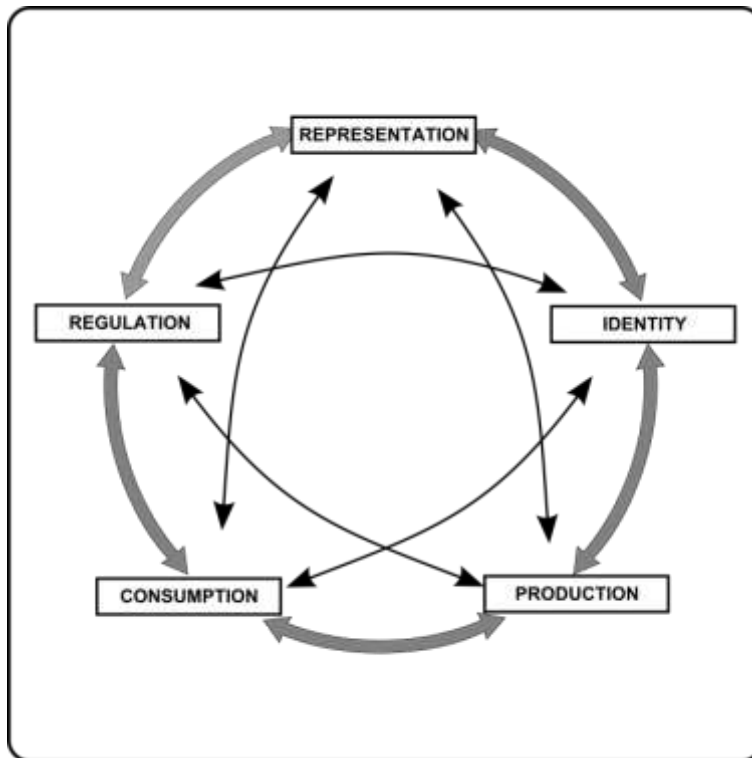 REPRESENTATION
REGULATION
IDENTITY
CONSUMPTION
PRODUCTION